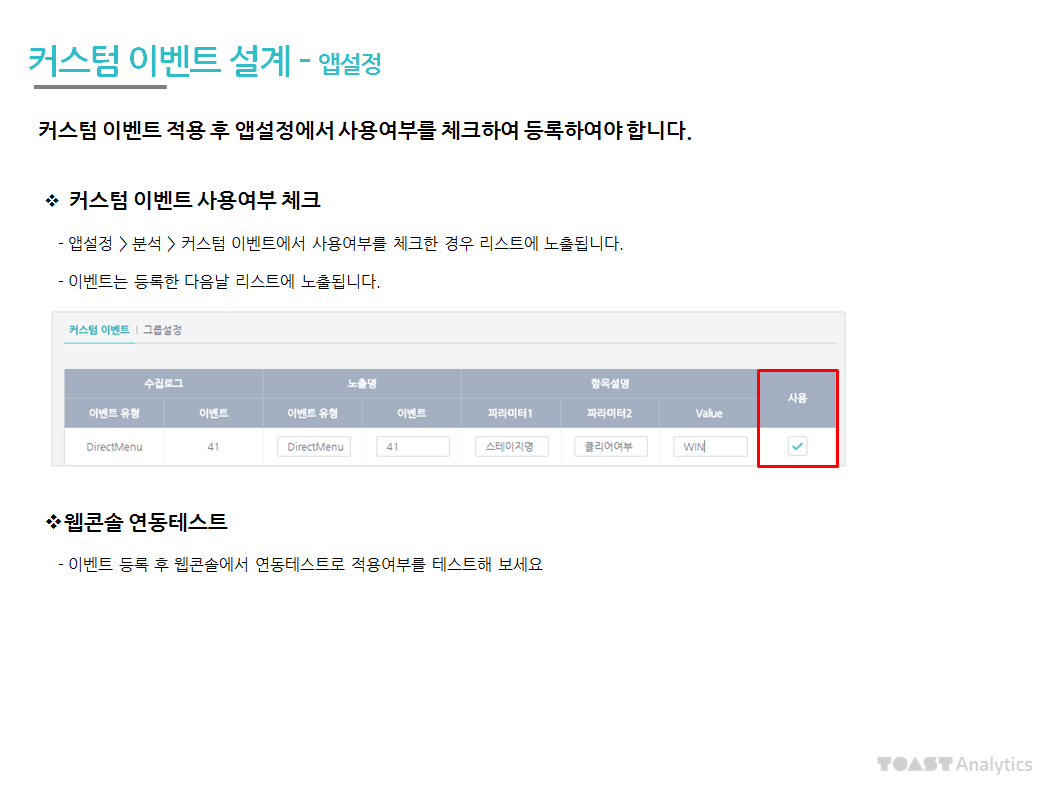 커스텀 이벤트 설계 - 앱설정
커스텀 이벤트 적용 후 앱설정에서 사용여부를 체크하여 등록하여야 합니다.
❖ 커스텀 이벤트 사용여부 체크
- 앱설정 > 분석 > 커스텀 이벤트에서 사용여부를 체크한 경우 리스트에 노출됩니다.
- 이벤트는 등록한 다음날 리스트에 노출됩니다.
커스텀 이벤트 | 그룹설정
수집로그 노출명 항목설명 사용
이벤트 유형 이벤트 이벤트 유형 이벤트 파라미터1 파라미터2 Value
DirectMenu 41 DirectMenu 41 스테이지명 클리어여부 WIN
❖웹콘솔 연동테스트
- 이벤트 등록 후 웹콘솔에서 연동테스트로 적용여부를 테스트해 보세요
TOAST Analytics